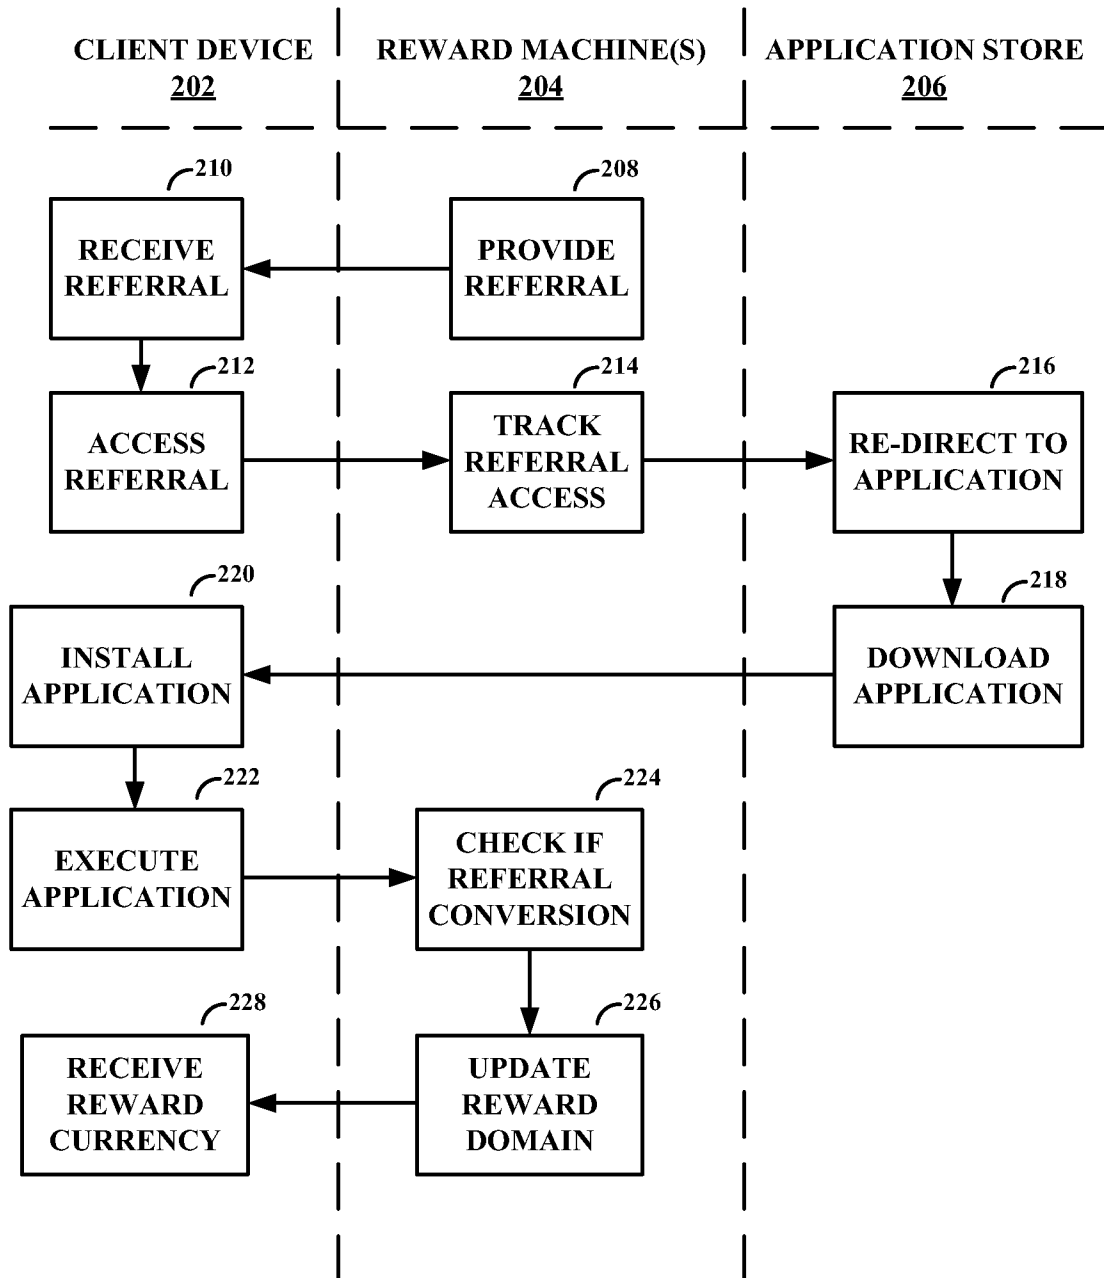 CLIENT DEVICE
202
REWARD MACHINE(S)
204
APPLICATION STORE
206
210
RECEIVE
REFERRAL
208
PROVIDE
REFERRAL
212
ACCESS
REFERRAL
214
TRACK
REFERRAL
ACCESS
216
RE-DIRECT TO
APPLICATION
220
INSTALL
APPLICATION
218
DOWNLOAD
APPLICATION
222
EXECUTE
APPLICATION
224
CHECK IF
REFERRAL
CONVERSION
228
RECEIVE
REWARD
CURRENCY
226
UPDATE
REWARD
DOMAIN